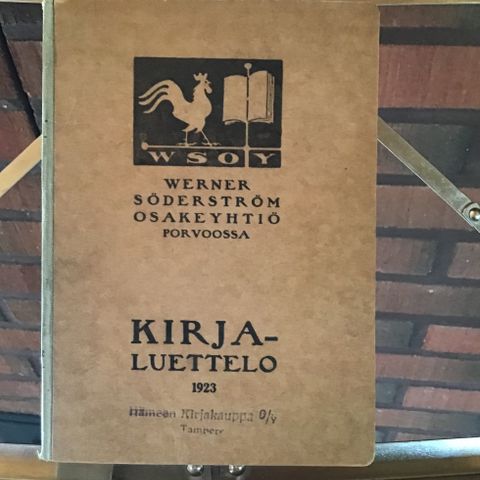 WSOY
WERNER
SÖDERSTRÖM
OSAKEYHTIÖ
PORVOOSSA
KIRJA-
LUETTELO
1923
Hämeen Kirjakauppa O/y
Tampere